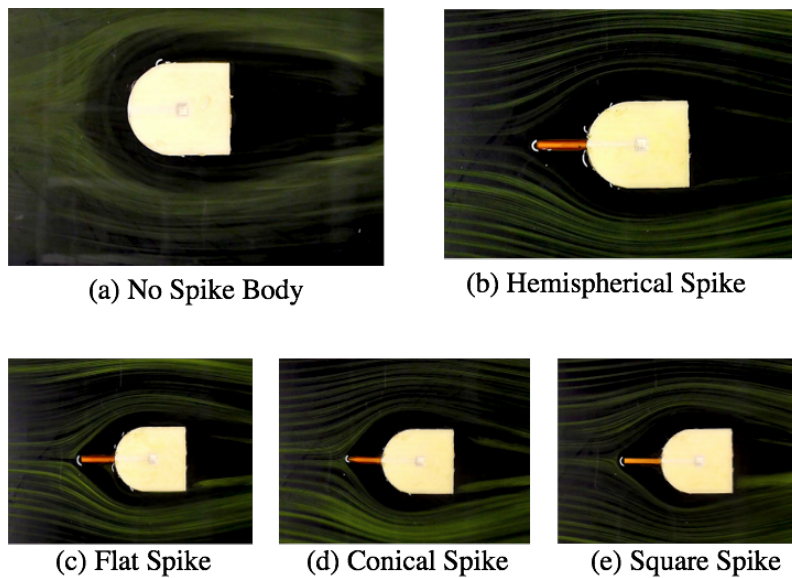 (a) No Spike Body
(b) Hemispherical Spike
(c) Flat Spike
(d) Conical Spike
(e) Square Spike